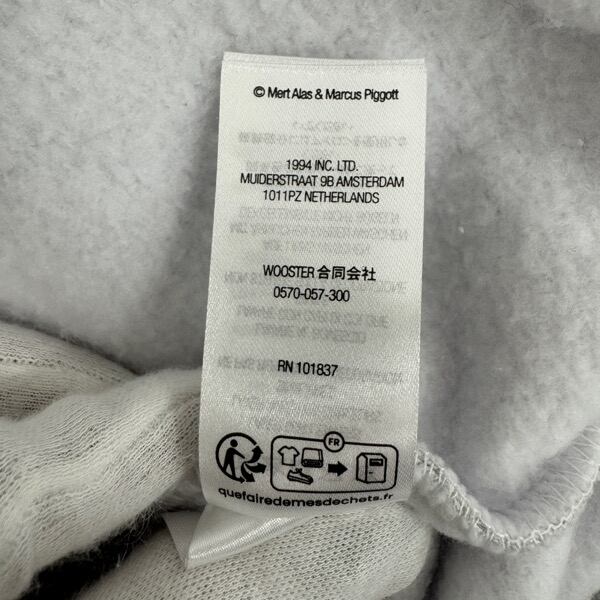 © Mert Alas & Marcus Piggott
1994 INC. LTD.
MUIDERSTRAAT 9B AMSTERDAM
1011PZ NETHERLANDS
WOOSTER 合同会社
0570-057-300
RN 101837
FR
quefairedemesdechets.fr